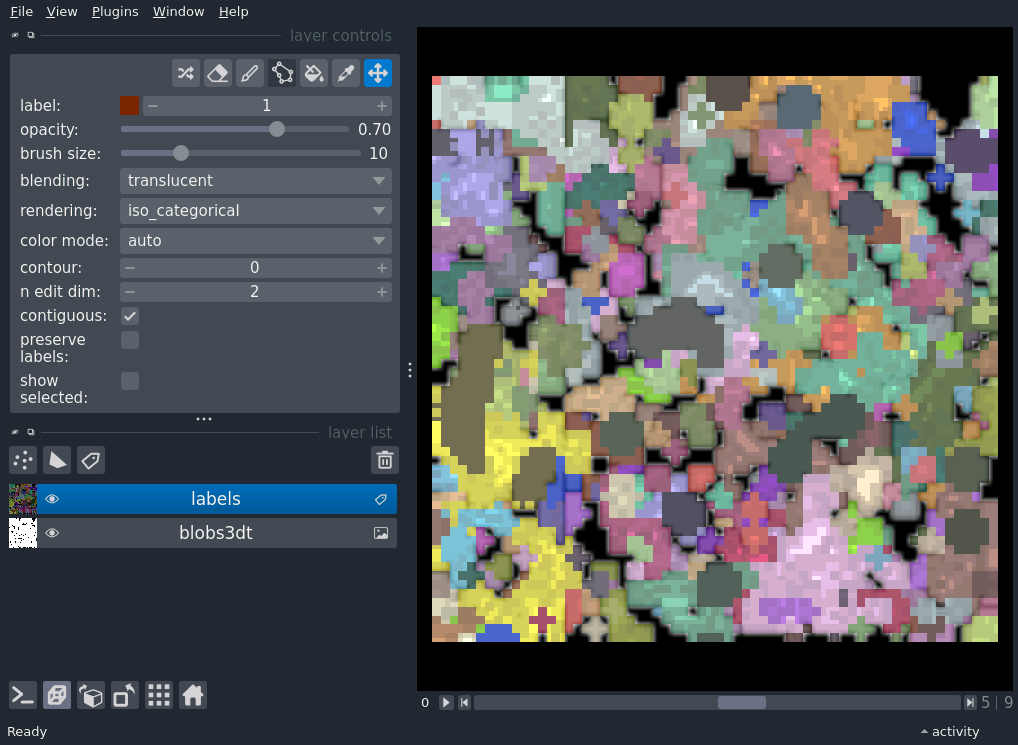 File View Plugins Window Help
layer controls
label: 1
opacity: 0.70
brush size: 10
blending: translucent
rendering: iso_categorical
color mode: auto
contour: 0
n edit dim: 2
contiguous:
preserve
labels:
show
selected:
layer list
labels
blobs3dt
0 5 | 9
Ready activity